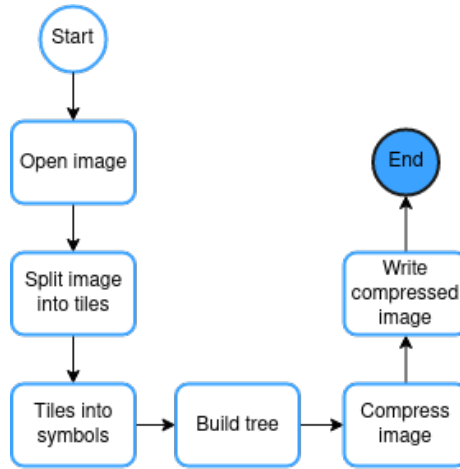 Start
Open image
Split image
into tiles
Tiles into
symbols
Build tree
Compress
image
Write
compressed
image
End